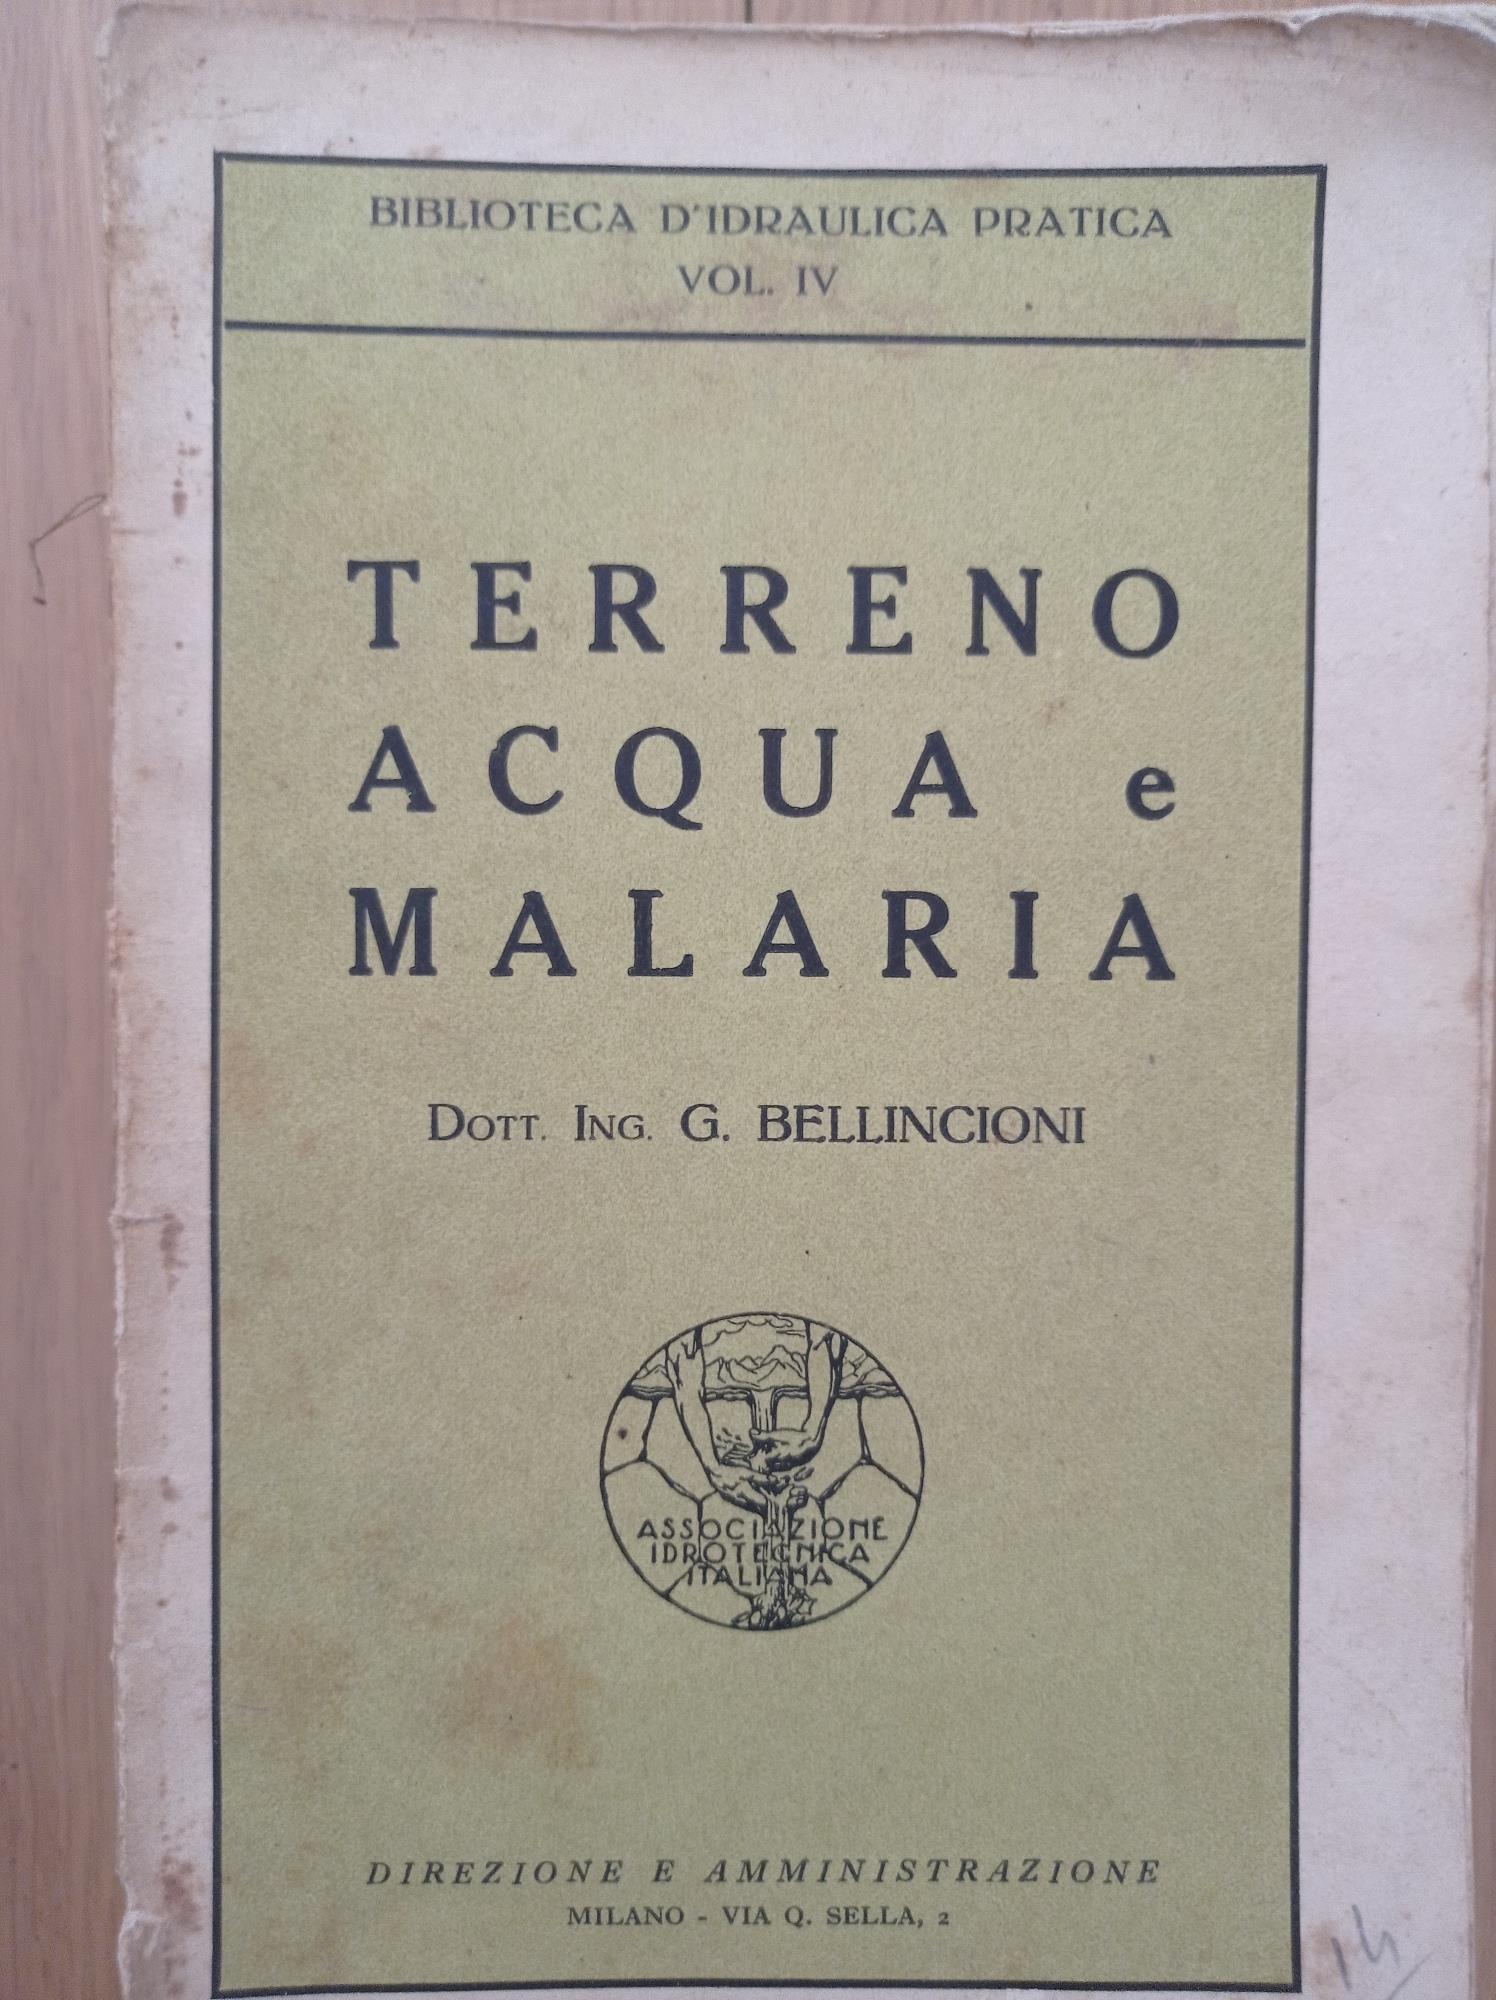 BIBLIOTECA D'IDRAULICA PRATICA
VOL. IV
TERRENO
ACQUA e
MALARIA
DOTT. ING. G. BELLINCIONI
ASSOCIAZIONE
IDROTECNICA
ITALIANA
DIREZIONE E AMMINISTRAZIONE
MILANO - VIA Q. SELLA, 2